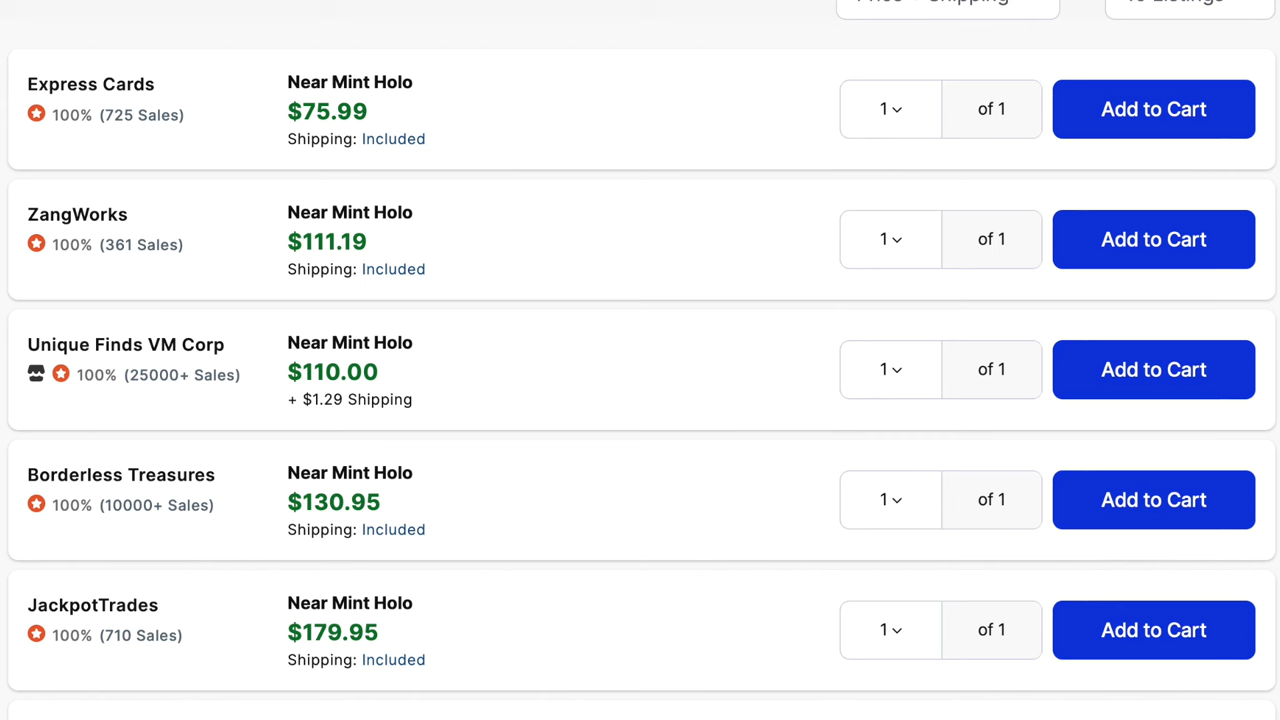 Express Cards
100% (725 Sales)
Near Mint Holo
$75.99
Shipping: Included
1
of 1
Add to Cart
ZangWorks
100% (361 Sales)
Near Mint Holo
$111.19
Shipping: Included
1
of 1
Add to Cart
Unique Finds VM Corp
100% (25000+ Sales)
Near Mint Holo
$110.00
+ $1.29 Shipping
1
of 1
Add to Cart
Borderless Treasures
100% (10000+ Sales)
Near Mint Holo
$130.95
Shipping: Included
1
of 1
Add to Cart
JackpotTrades
100% (710 Sales)
Near Mint Holo
$179.95
Shipping: Included
1
of 1
Add to Cart